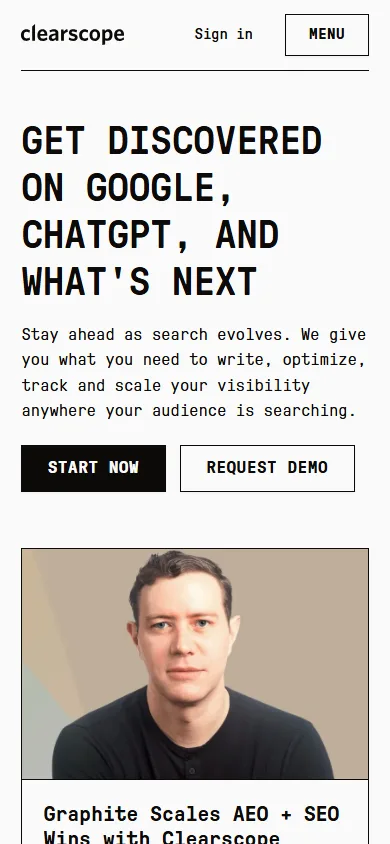 clearscope
Sign in
MENU
GET DISCOVERED
ON GOOGLE,
CHATGPT, AND
WHAT'S NEXT
Stay ahead as search evolves. We give
you what you need to write, optimize,
track and scale your visibility
anywhere your audience is searching.
START NOW
REQUEST DEMO
Graphite Scales AEO + SEO
Wins with Clearscope